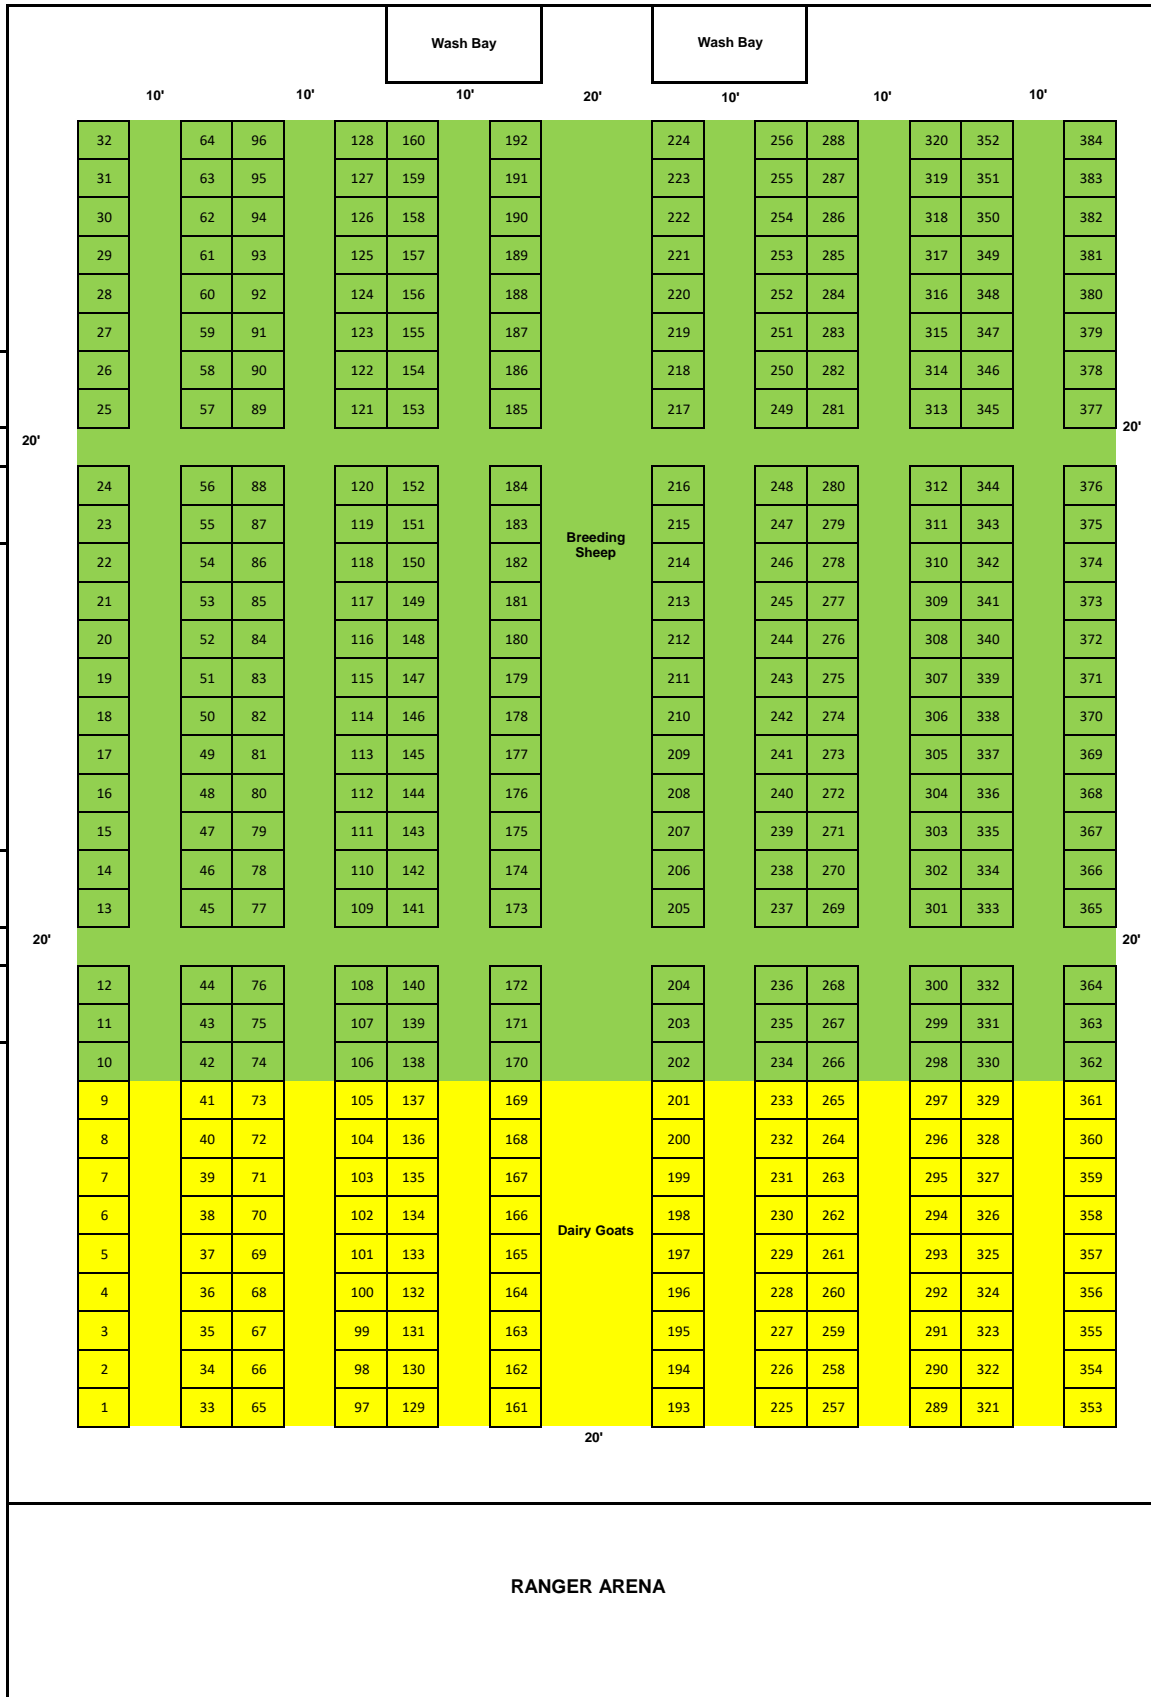 Wash Bay Wash Bay
10' 10' 10' 20' 10' 10' 10'
32 64 96 128 160 192 224 256 288 320 352 384
31 63 95 127 159 191 223 255 287 319 351 383
30 62 94 126 158 190 222 254 286 318 350 382
29 61 93 125 157 189 221 253 285 317 349 381
28 60 92 124 156 188 220 252 284 316 348 380
27 59 91 123 155 187 219 251 283 315 347 379
26 58 90 122 154 186 218 250 282 314 346 378
25 57 89 121 153 185 217 249 281 313 345 377
20' 20'
24 56 88 120 152 184 216 248 280 312 344 376
23 55 87 119 151 183 215 247 279 311 343 375
Breeding
Sheep
22 54 86 118 150 182 214 246 278 310 342 374
21 53 85 117 149 181 213 245 277 309 341 373
20 52 84 116 148 180 212 244 276 308 340 372
19 51 83 115 147 179 211 243 275 307 339 371
18 50 82 114 146 178 210 242 274 306 338 370
17 49 81 113 145 177 209 241 273 305 337 369
16 48 80 112 144 176 208 240 272 304 336 368
15 47 79 111 143 175 207 239 271 303 335 367
14 46 78 110 142 174 206 238 270 302 334 366
13 45 77 109 141 173 205 237 269 301 333 365
20' 20'
12 44 76 108 140 172 204 236 268 300 332 364
11 43 75 107 139 171 203 235 267 299 331 363
10 42 74 106 138 170 202 234 266 298 330 362
9 41 73 105 137 169 201 233 265 297 329 361
8 40 72 104 136 168 200 232 264 296 328 360
7 39 71 103 135 167 199 231 263 295 327 359
6 38 70 102 134 166 198 230 262 294 326 358
Dairy Goats
5 37 69 101 133 165 197 229 261 293 325 357
4 36 68 100 132 164 196 228 260 292 324 356
3 35 67 99 131 163 195 227 259 291 323 355
2 34 66 98 130 162 194 226 258 290 322 354
1 33 65 97 129 161 193 225 257 289 321 353
20'
RANGER ARENA